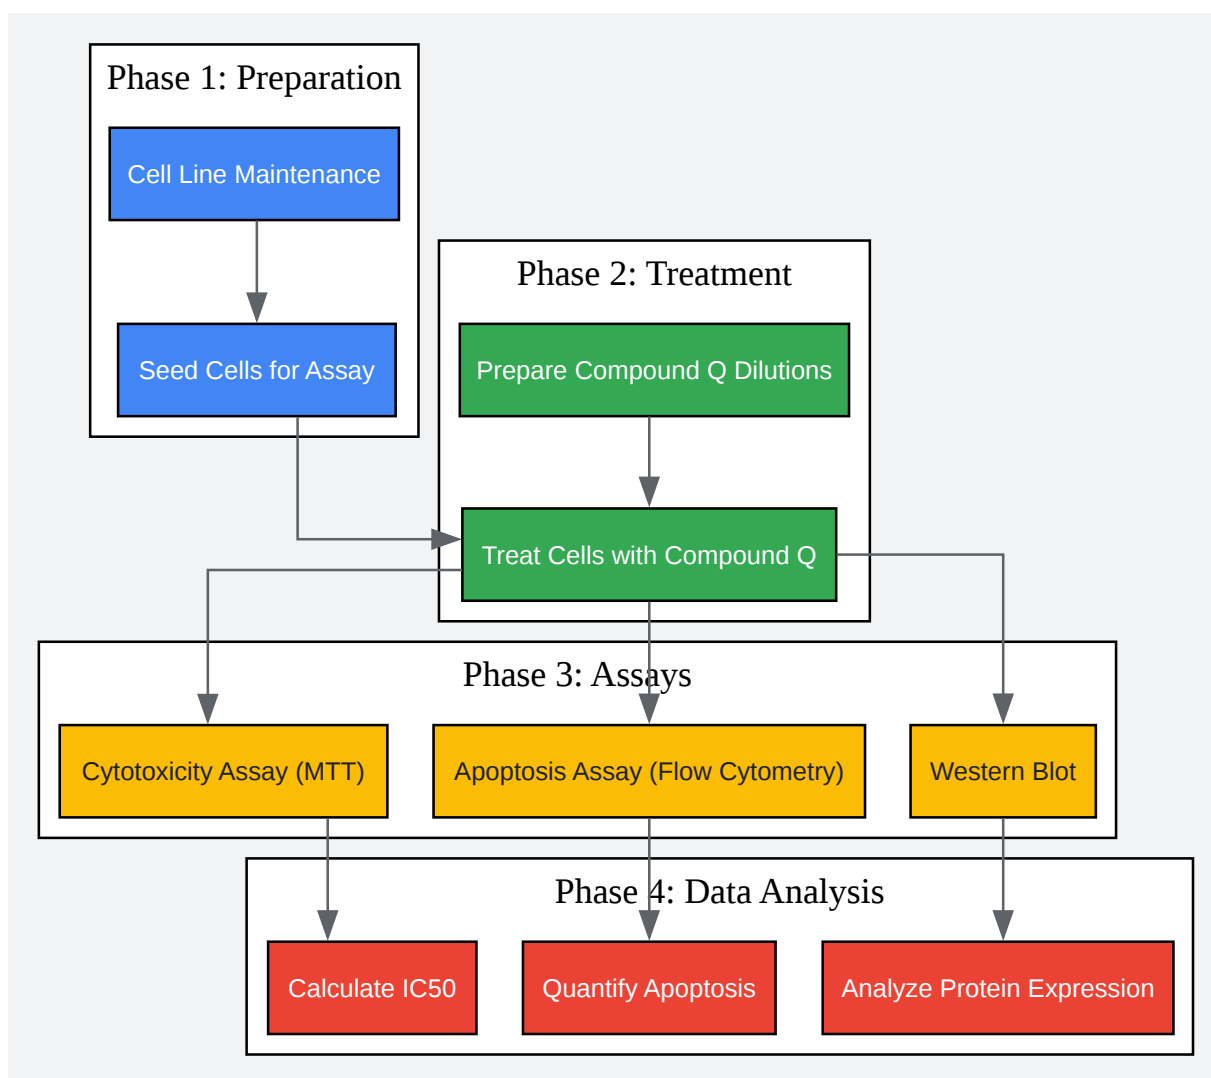 Phase 1: Preparation
Cell Line Maintenance
Seed Cells for Assay
Phase 2: Treatment
Prepare Compound Q Dilutions
Treat Cells with Compound Q
Phase 3: Assays
Cytotoxicity Assay (MTT)
Apoptosis Assay (Flow Cytometry)
Western Blot
Phase 4: Data Analysis
Calculate IC50
Quantify Apoptosis
Analyze Protein Expression